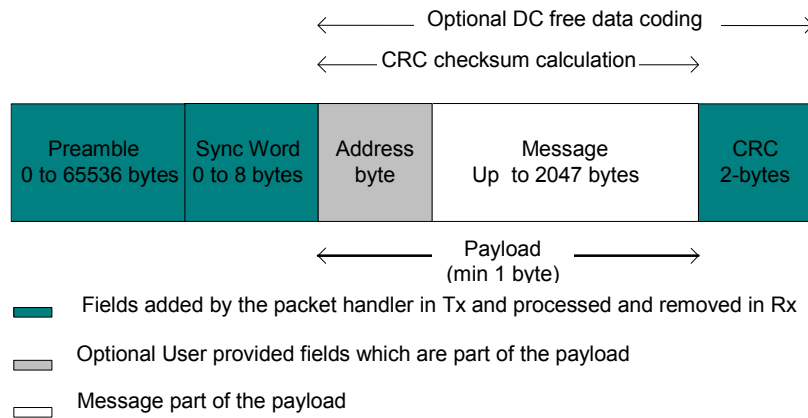 Optional DC free data coding
CRC checksum calculation
Preamble
0 to 65536 bytes
Sync Word
0 to 8 bytes
Address
byte
Message
Up to 2047 bytes
CRC
2-bytes
Payload
(min 1 byte)
Fields added by the packet handler in Tx and processed and removed in Rx
Optional User provided fields which are part of the payload
Message part of the payload